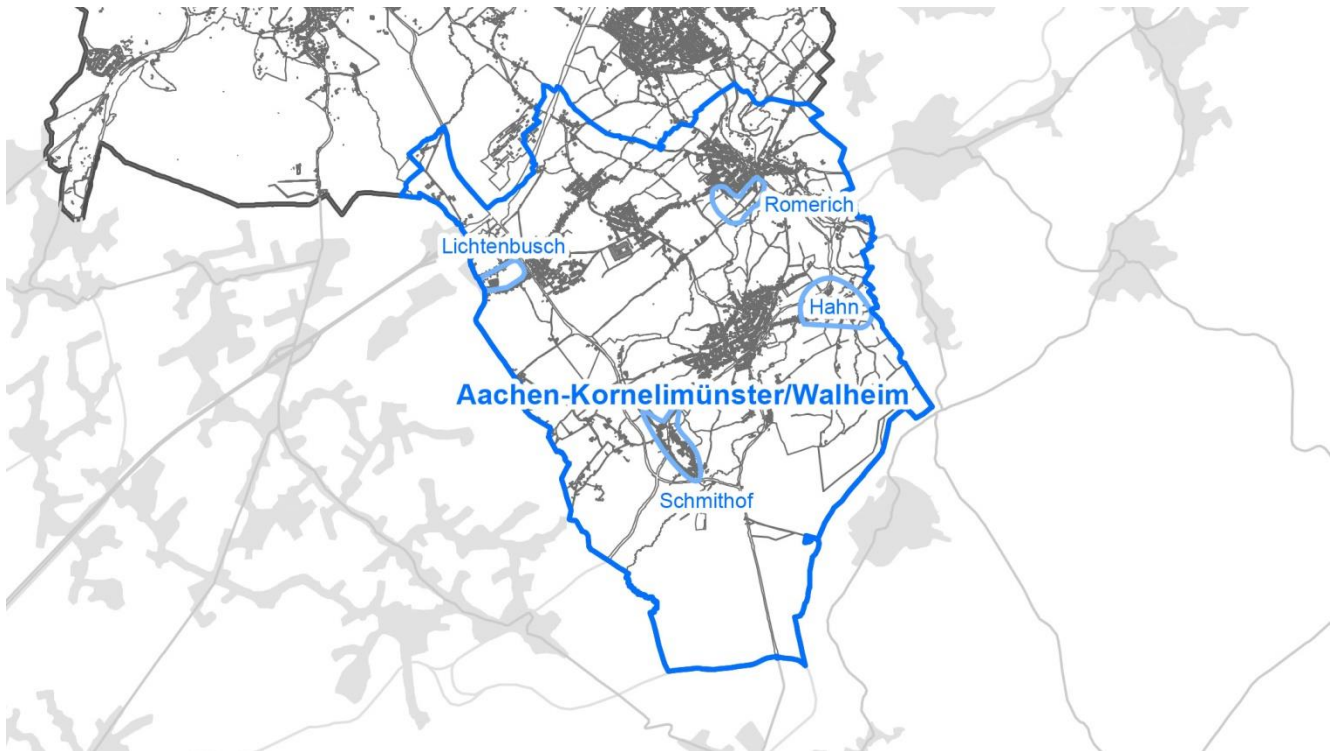 Romerich
Lichtenbusch
Hahn
Aachen-Kornelimünster/Walheim
Schmithof